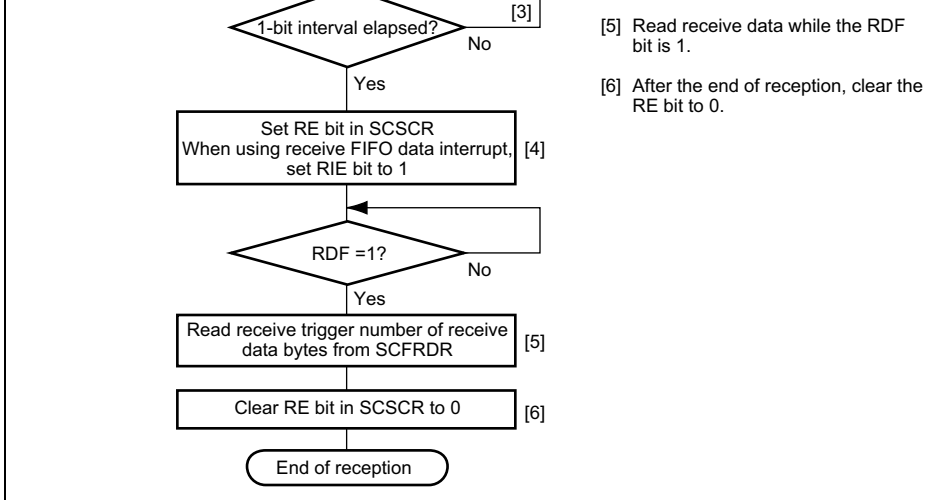 1-bit interval elapsed?
[3]
No
Yes
Set RE bit in SCSCR
When using receive FIFO data interrupt,
set RIE bit to 1
[4]
RDF =1?
No
Yes
Read receive trigger number of receive
data bytes from SCFRDR
[5]
Clear RE bit in SCSCR to 0
[6]
End of reception
[5] Read receive data while the RDF
bit is 1.
[6] After the end of reception, clear the
RE bit to 0.